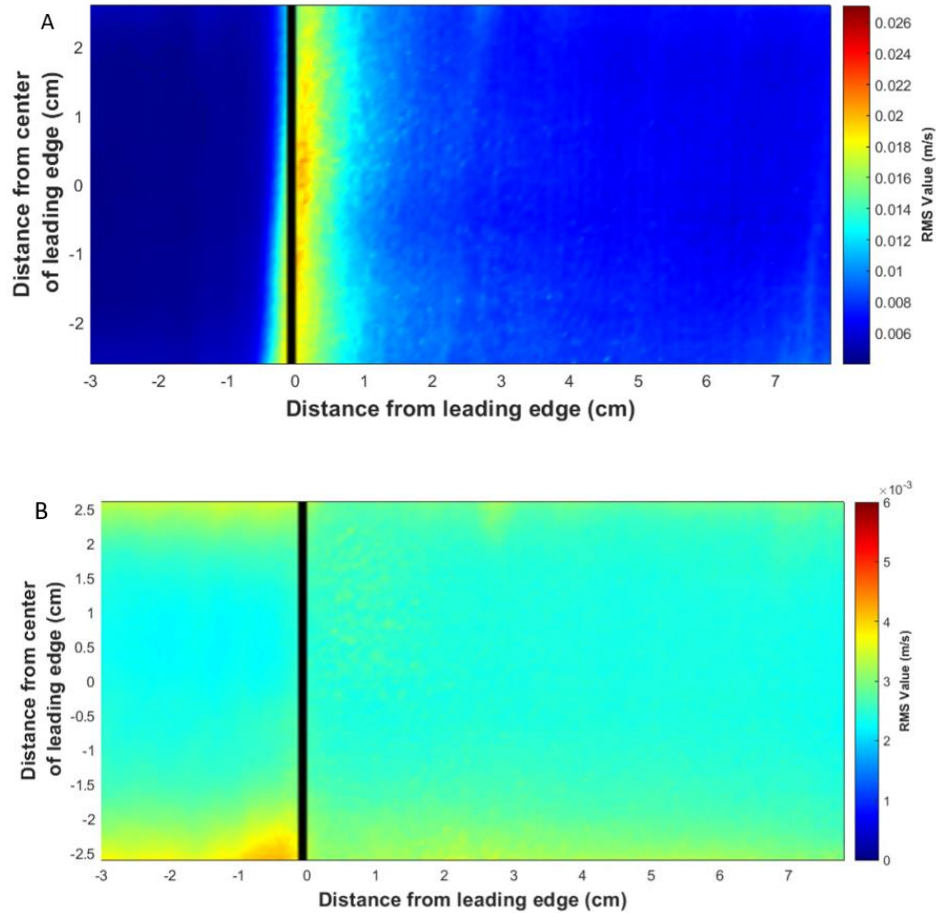 A
Distance from center
of leading edge (cm)
2
1
0
-1
-2
-3 -2 -1 0 1 2 3 4 5 6 7
Distance from leading edge (cm)
0.026
0.024
0.022
0.020
0.018
0.016
0.014
0.012
0.010
0.008
0.006
RMS Value (m/s)
B
Distance from center
of leading edge (cm)
2.5
2
1.5
1
0.5
0
-0.5
-1
-1.5
-2
-2.5
-3 -2 -1 0 1 2 3 4 5 6 7
Distance from leading edge (cm)
×10⁻³
6
5
4
3
2
1
0
RMS Value (m/s)